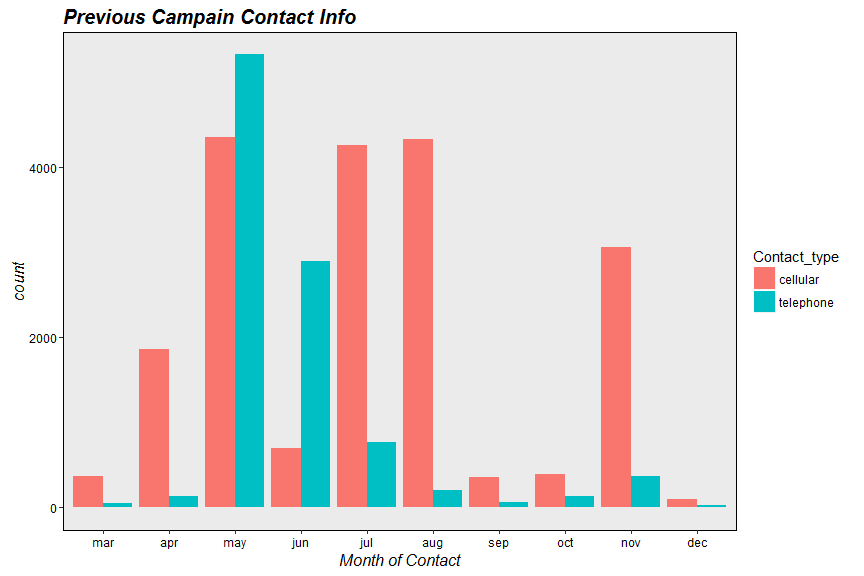 Previous Campain Contact Info
4000
2000
0
count
mar apr may jun jul aug sep oct nov dec
Month of Contact
Contact_type
cellular
telephone